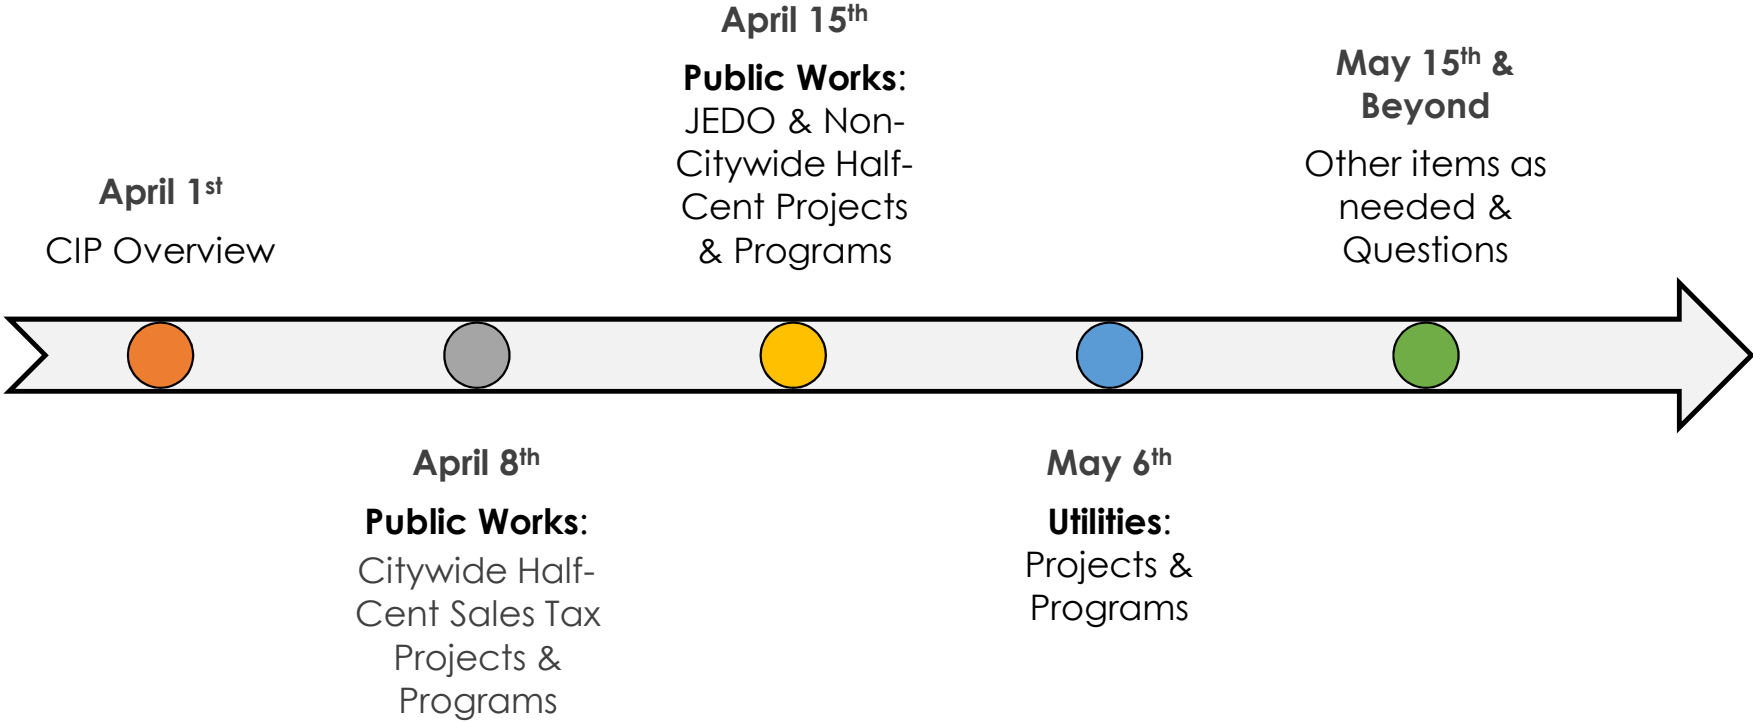 April 1st
CIP Overview
April 8th
Public Works:
Citywide Half-
Cent Sales Tax
Projects &
Programs
April 15th
Public Works:
JEDO & Non-
Citywide Half-
Cent Projects
& Programs
May 6th
Utilities:
Projects &
Programs
May 15th &
Beyond
Other items as
needed &
Questions